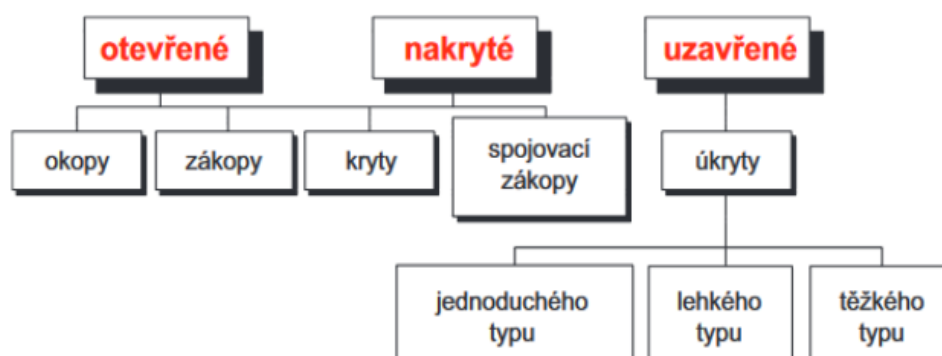 otevřené
nakryté
uzavřené
okopy
zákopy
kryty
spojovací
zákopy
úkryty
jednoduchého
typu
lehkého
typu
těžkého
typu